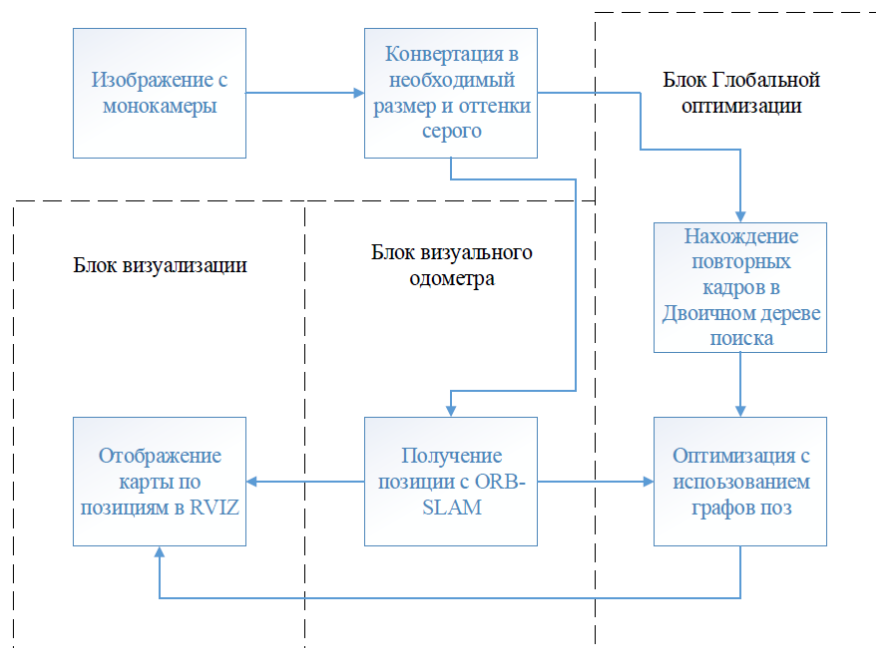 Изображение с
монокамеры
Конвертация в
необходимый
размер и оттенки
серого
Блок Глобальной
оптимизации
Блок визуализации
Блок визуального
одометра
Нахождение
повторных
кадров в
Двоичном дереве
поиска
Отображение
карты по
позициям в RVIZ
Получение
позиции с ORB-
SLAM
Оптимизация с
испоьзованием
графов поз